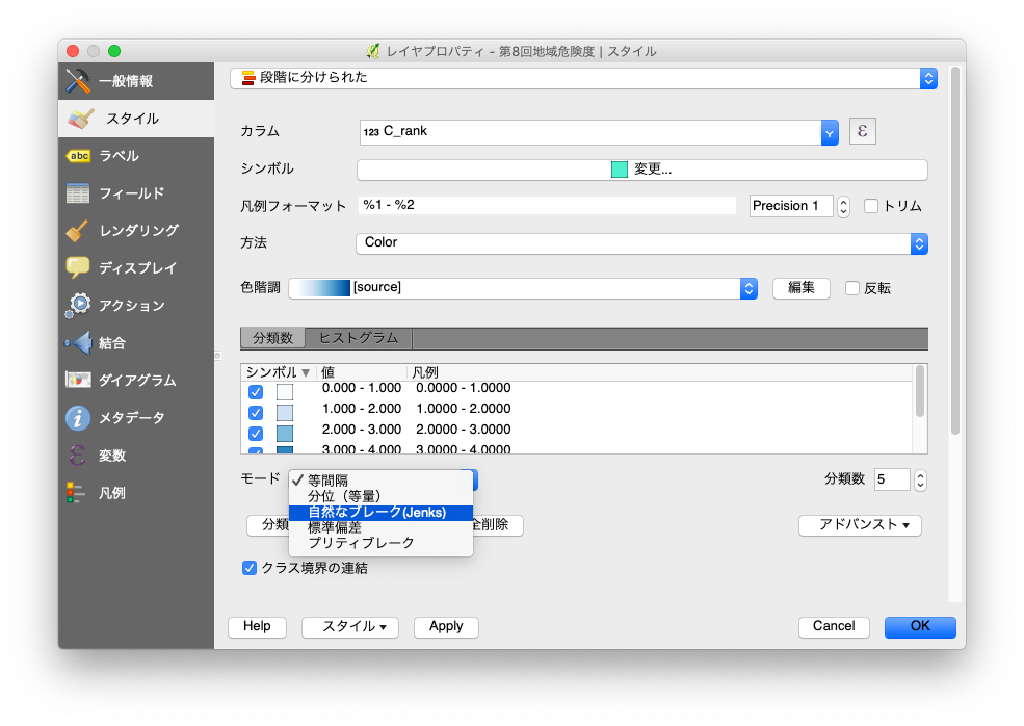 レイヤプロパティ - 第8回地域危険度 | スタイル
一般情報
スタイル
ラベル
フィールド
レンダリング
ディスプレイ
アクション
結合
ダイアグラム
メタデータ
変数
凡例
段階に分けられた
カラム 123 C_rank ε
シンボル 変更...
凡例フォーマット %1 - %2 Precision 1 トリム
方法 Color
色階調 [source] 編集 反転
分類数 ヒストグラム
シンボル ▼ 値 凡例
0.000 - 1.000 0.0000 - 1.0000
1.000 - 2.000 1.0000 - 2.0000
2.000 - 3.000 2.0000 - 3.0000
3.000 - 4.000 3.0000 - 4.0000
モード ✓ 等間隔 分類数 5
分位（等量）
自然なブレーク(Jenks)
標準偏差
プリティブレーク
分類 全削除 アドバンスト ▼
クラス境界の連結
Help スタイル ▼ Apply Cancel OK
abc